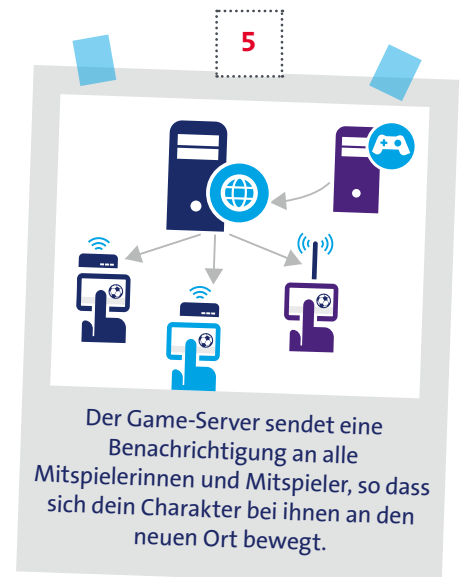 5
Der Game-Server sendet eine
Benachrichtigung an alle
Mitspielerinnen und Mitspieler, so dass
sich dein Charakter bei ihnen an den
neuen Ort bewegt.